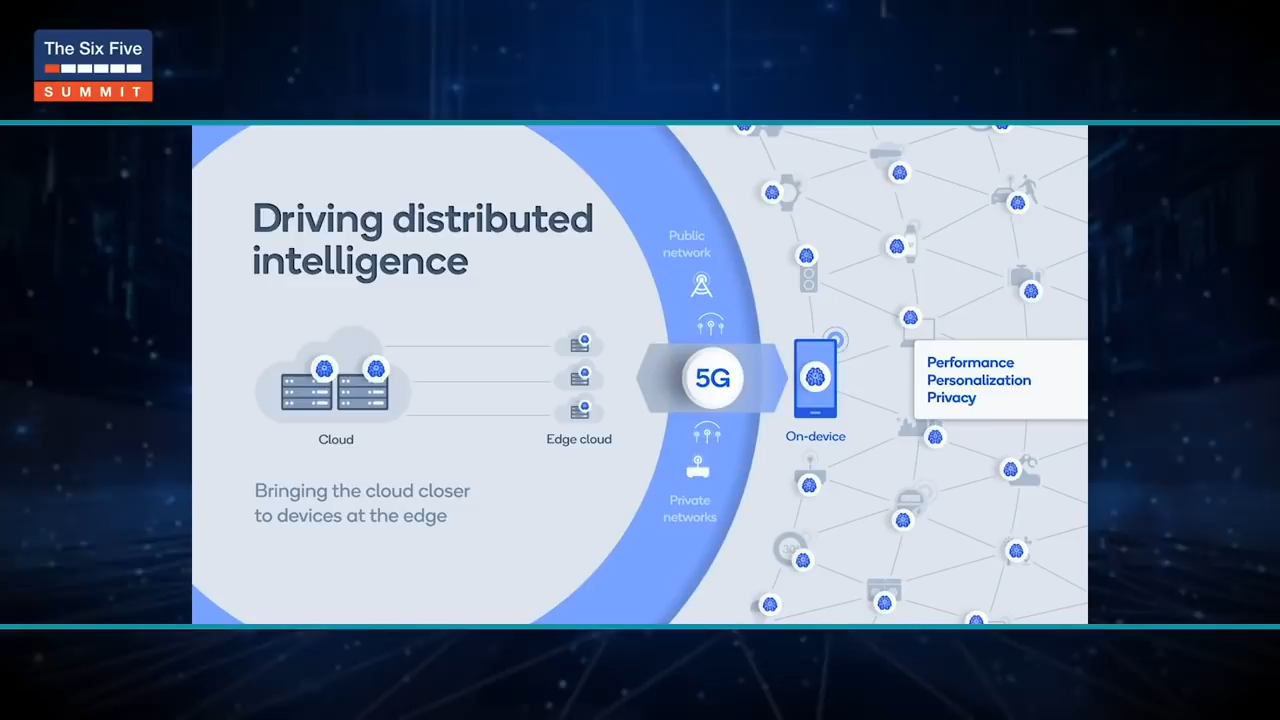 The Six Five
SUMMIT
Driving distributed
intelligence
Public
network
5G
Performance
Personalization
Privacy
Cloud
Edge cloud
On-device
Bringing the cloud closer
to devices at the edge
Private
networks